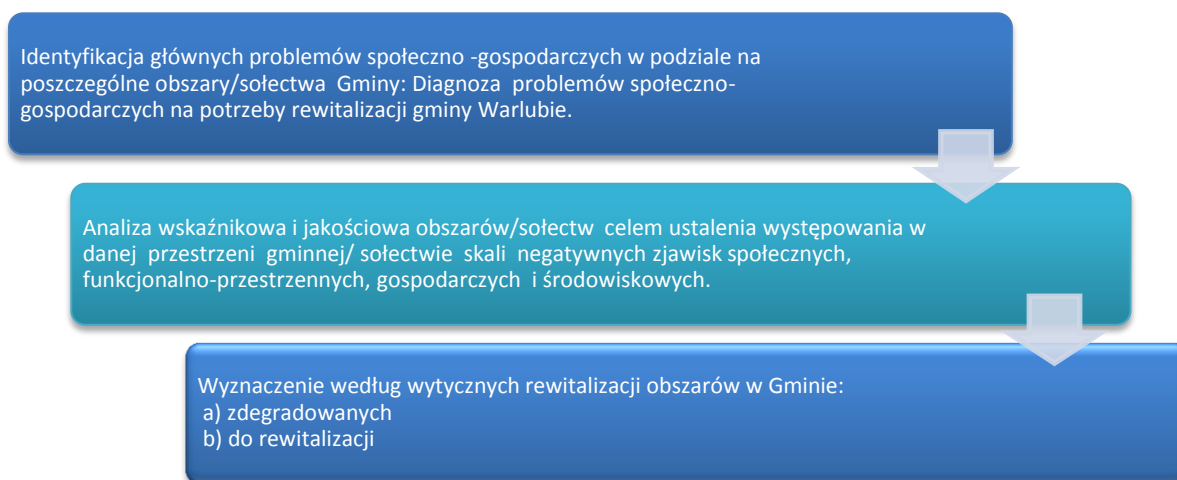 Identyfikacja głównych problemów społeczno -gospodarczych w podziale na
poszczególne obszary/sołectwa Gminy: Diagnoza problemów społeczno-
gospodarczych na potrzeby rewitalizacji gminy Warlubie.
Analiza wskaźnikowa i jakościowa obszarów/sołectw celem ustalenia występowania w
danej przestrzeni gminnej/ sołectwie skali negatywnych zjawisk społecznych,
funkcjonalno-przestrzennych, gospodarczych i środowiskowych.
Wyznaczenie według wytycznych rewitalizacji obszarów w Gminie:
a) zdegradowanych
b) do rewitalizacji